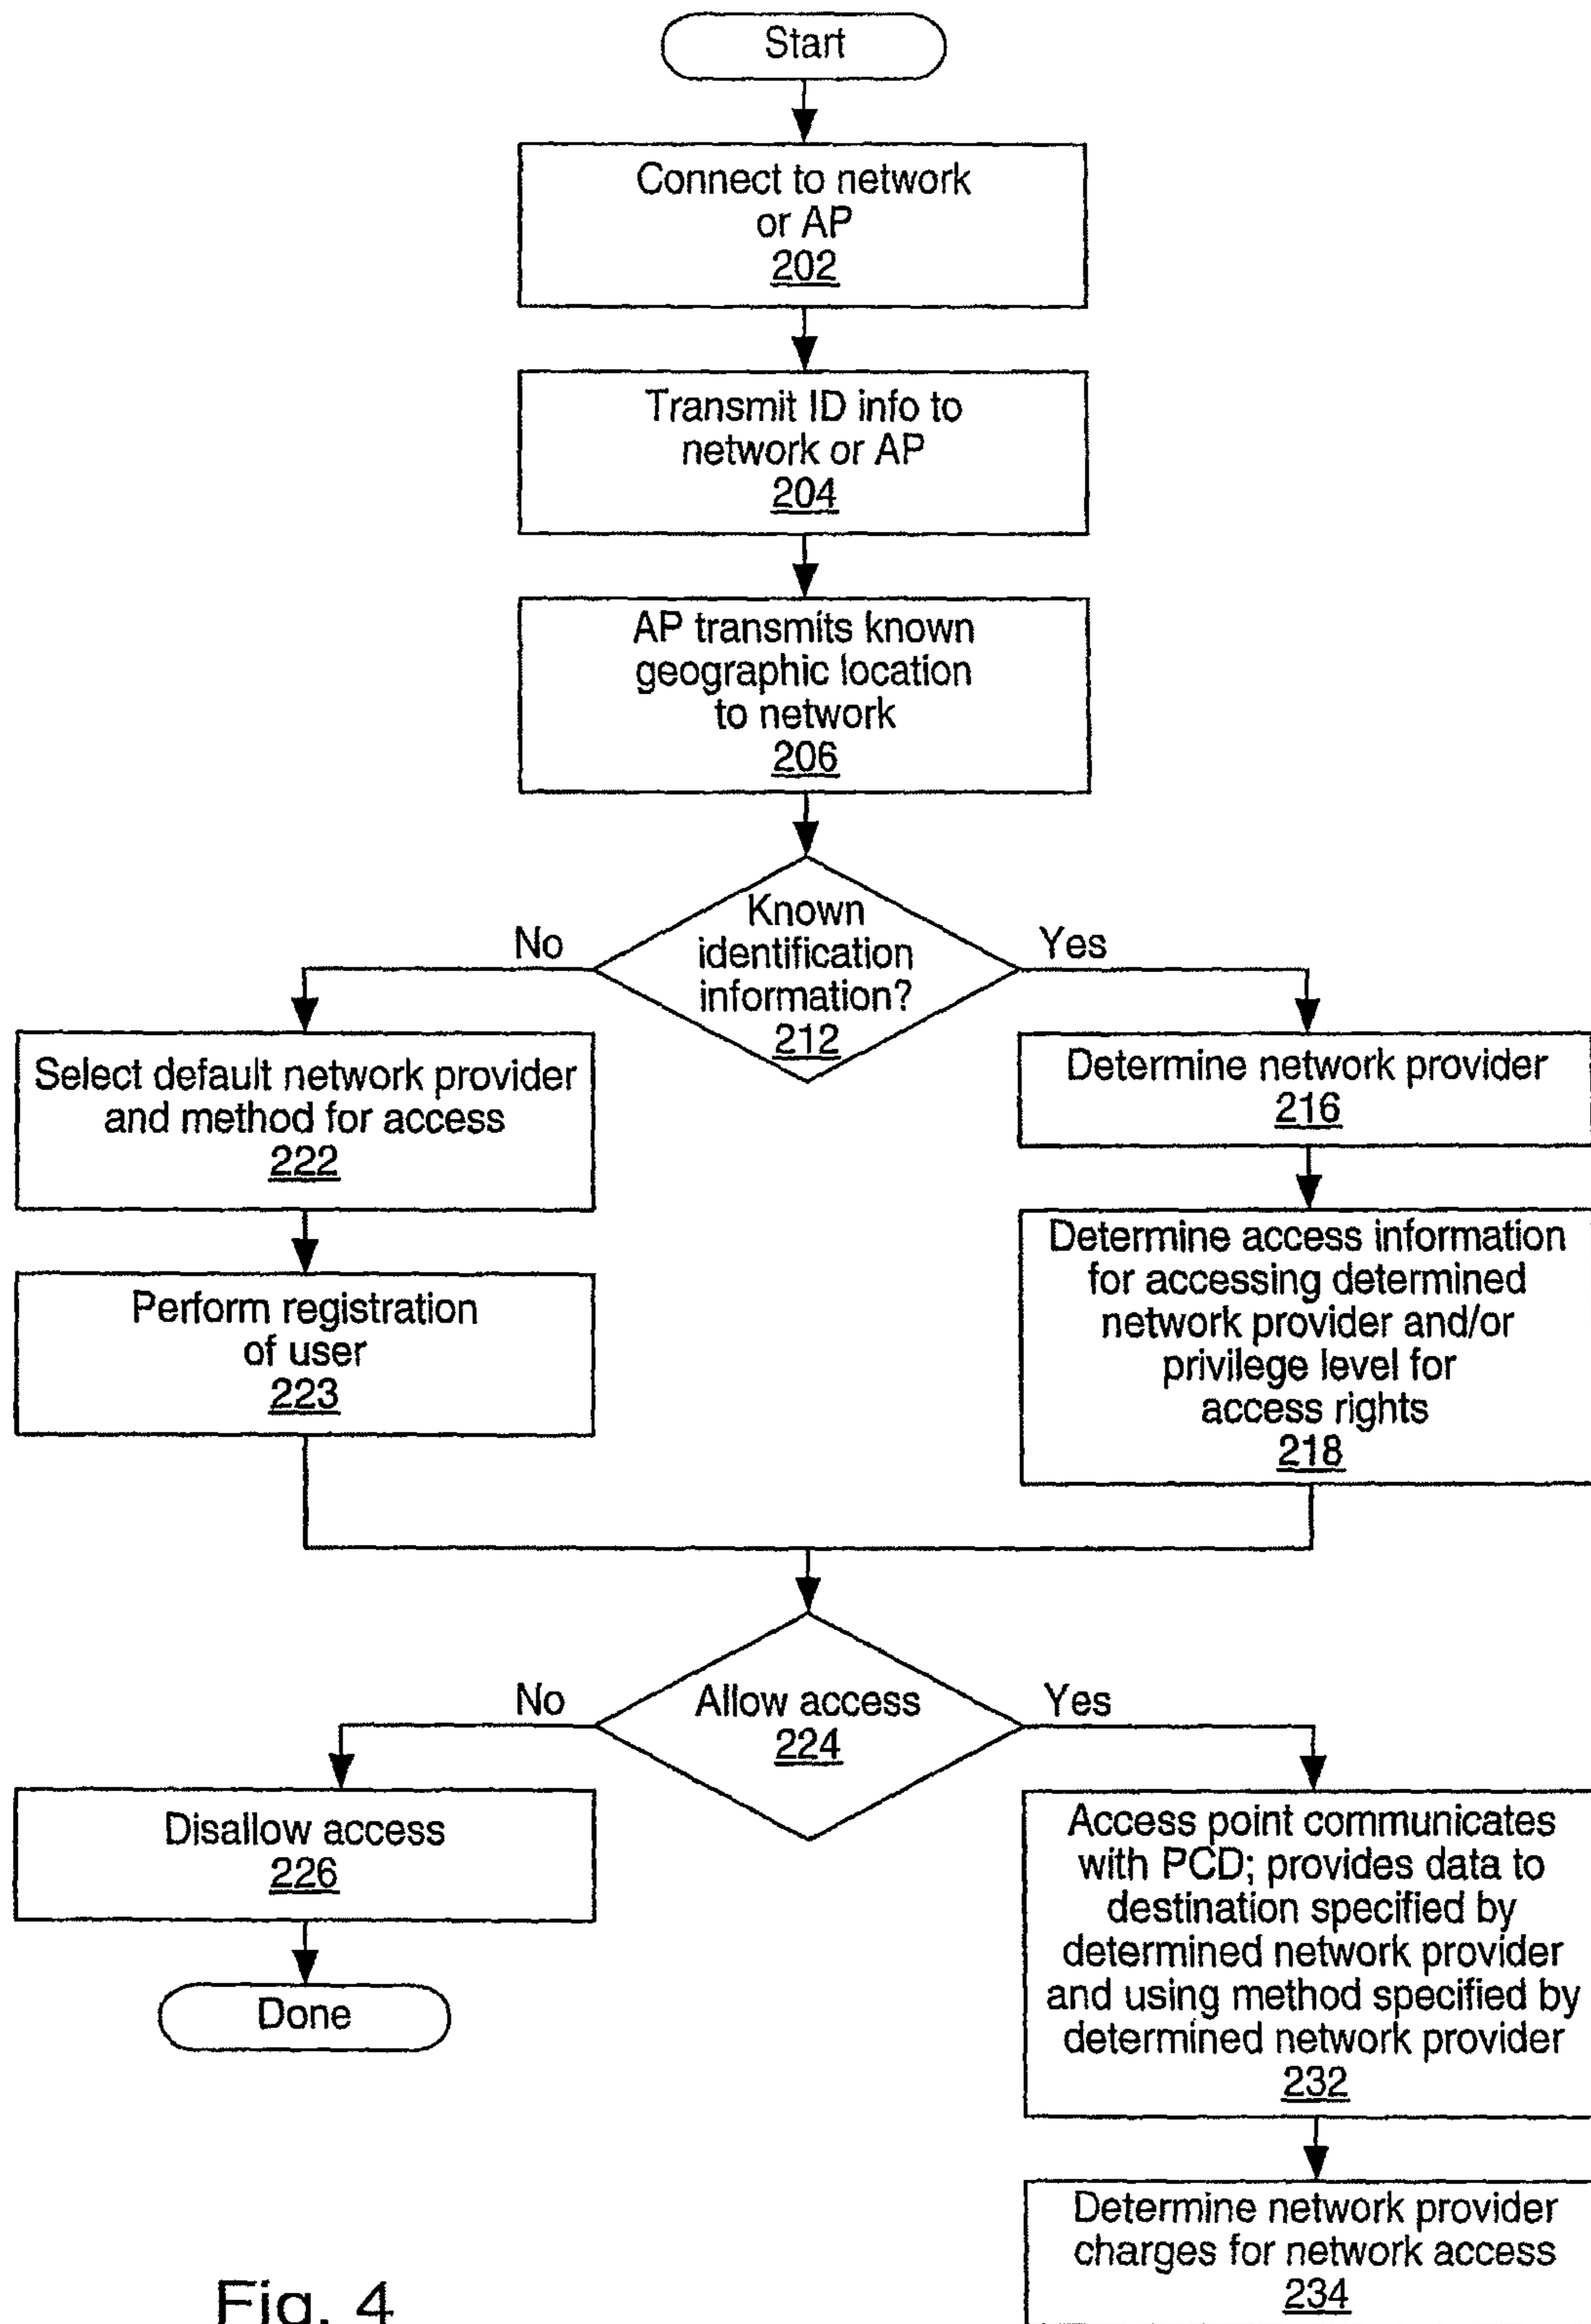 Start
Connect to network
or AP
202
Transmit ID info to
network or AP
204
AP transmits known
geographic location
to network
206
Known
identification
information?
212
No
Yes
Select default network provider
and method for access
222
Determine network provider
216
Perform registration
of user
223
Determine access information
for accessing determined
network provider and/or
privilege level for
access rights
218
Allow access
224
No
Yes
Disallow access
226
Done
Access point communicates
with PCD; provides data to
destination specified by
determined network provider
and using method specified by
determined network provider
232
Determine network provider
charges for network access
234
Fig. 4